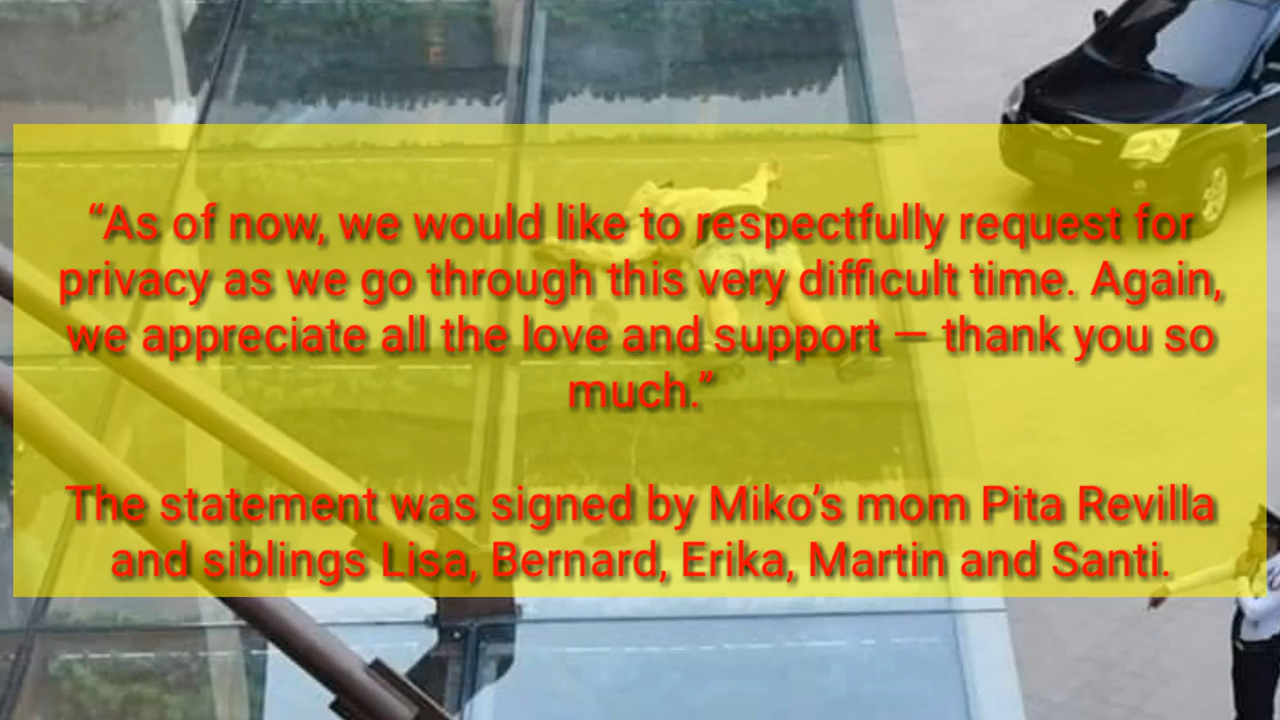 “As of now, we would like to respectfully request for
privacy as we go through this very difficult time. Again,
we appreciate all the love and support — thank you so
much.”
The statement was signed by Miko’s mom Pita Revilla
and siblings Lisa, Bernard, Erika, Martin and Santi.